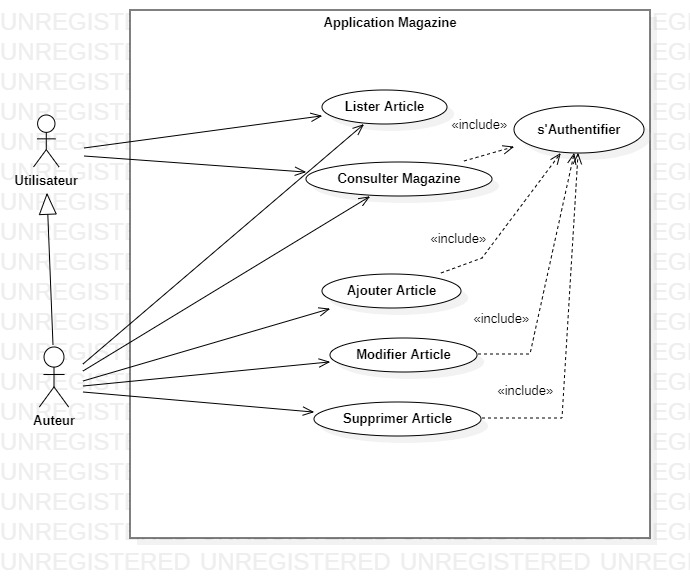 Application Magazine
Lister Article
«include»
s'Authentifier
Utilisateur
Consulter Magazine
«include»
Ajouter Article
«include»
Modifier Article
«include»
Auteur
Supprimer Article
UNREGISTERED UNREGISTERED UNREGISTERED UNREGISTERED